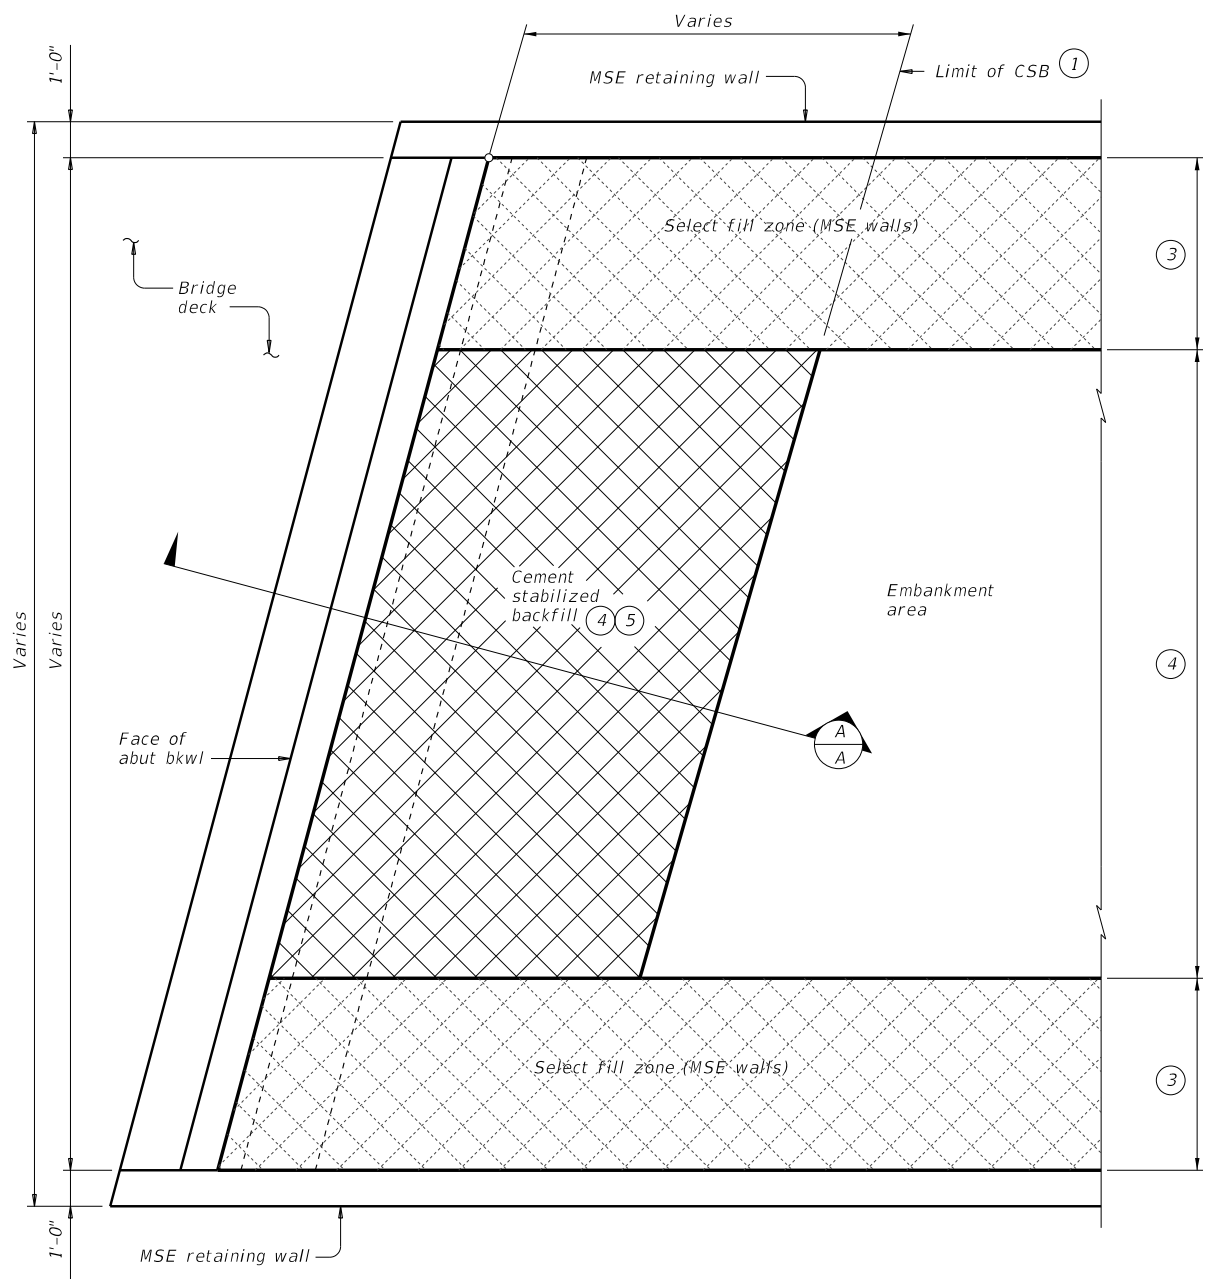 Varies
1'-0"
MSE retaining wall
Limit of CSB 1
Select fill zone (MSE walls)
3
Bridge
deck
Cement
stabilized
backfill 4 5
Embankment
area
Varies
Varies
4
Face of
abut bkwl
A
A
Select fill zone (MSE walls)
3
1'-0"
MSE retaining wall